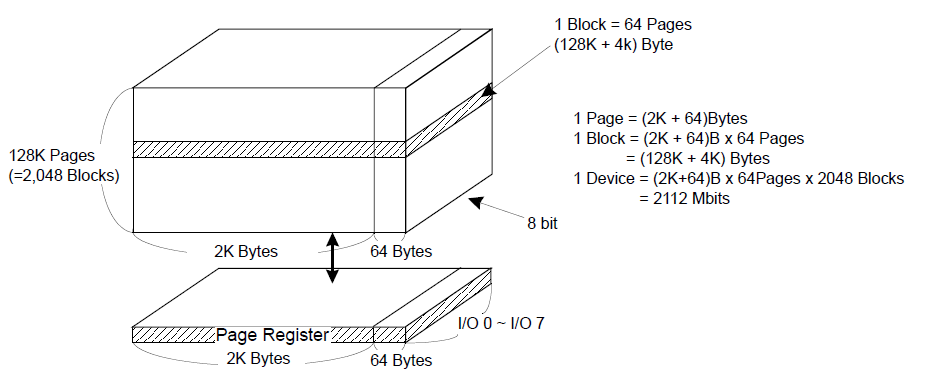 1 Block = 64 Pages
(128K + 4k) Byte
1 Page = (2K + 64)Bytes
1 Block = (2K + 64)B x 64 Pages
= (128K + 4K) Bytes
1 Device = (2K+64)B x 64Pages x 2048 Blocks
= 2112 Mbits
128K Pages
(=2,048 Blocks)
8 bit
2K Bytes
64 Bytes
Page Register
I/O 0 ~ I/O 7
2K Bytes
64 Bytes